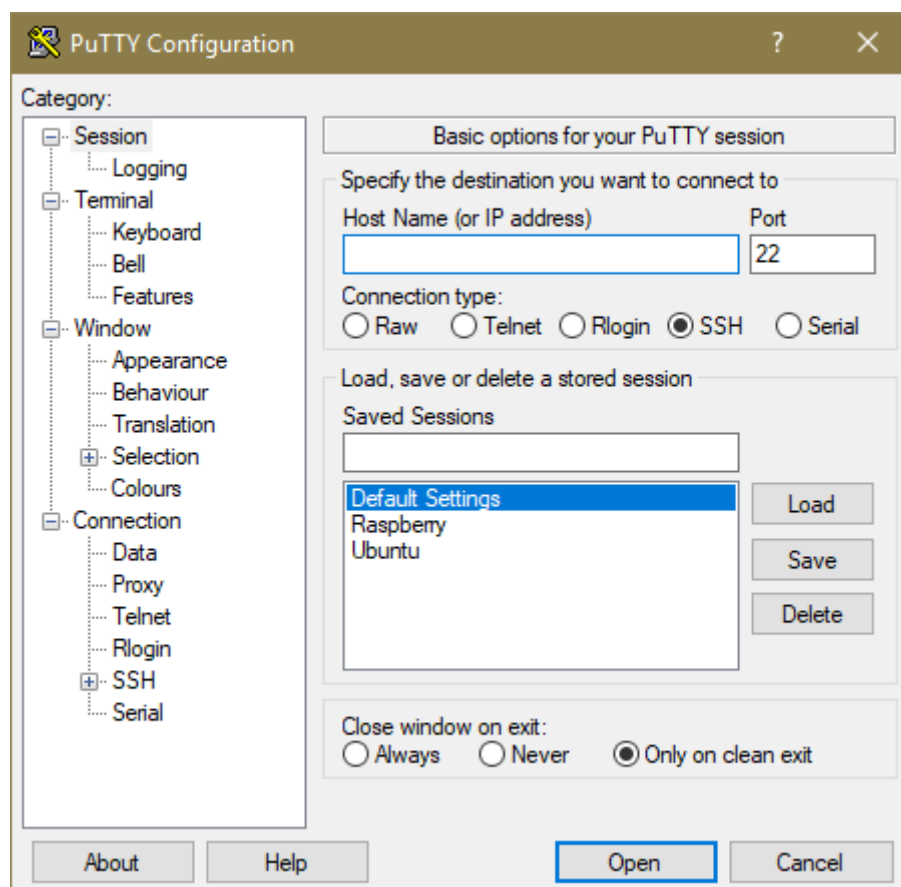 PuTTY Configuration
?
Category:
Session
Logging
Terminal
Keyboard
Bell
Features
Window
Appearance
Behaviour
Translation
Selection
Colours
Connection
Data
Proxy
Telnet
Rlogin
SSH
Serial
Basic options for your PuTTY session
Specify the destination you want to connect to
Host Name (or IP address) Port
22
Connection type:
Raw Telnet Rlogin SSH Serial
Load, save or delete a stored session
Saved Sessions
Default Settings
Raspberry
Ubuntu
Load
Save
Delete
Close window on exit:
Always Never Only on clean exit
About Help Open Cancel